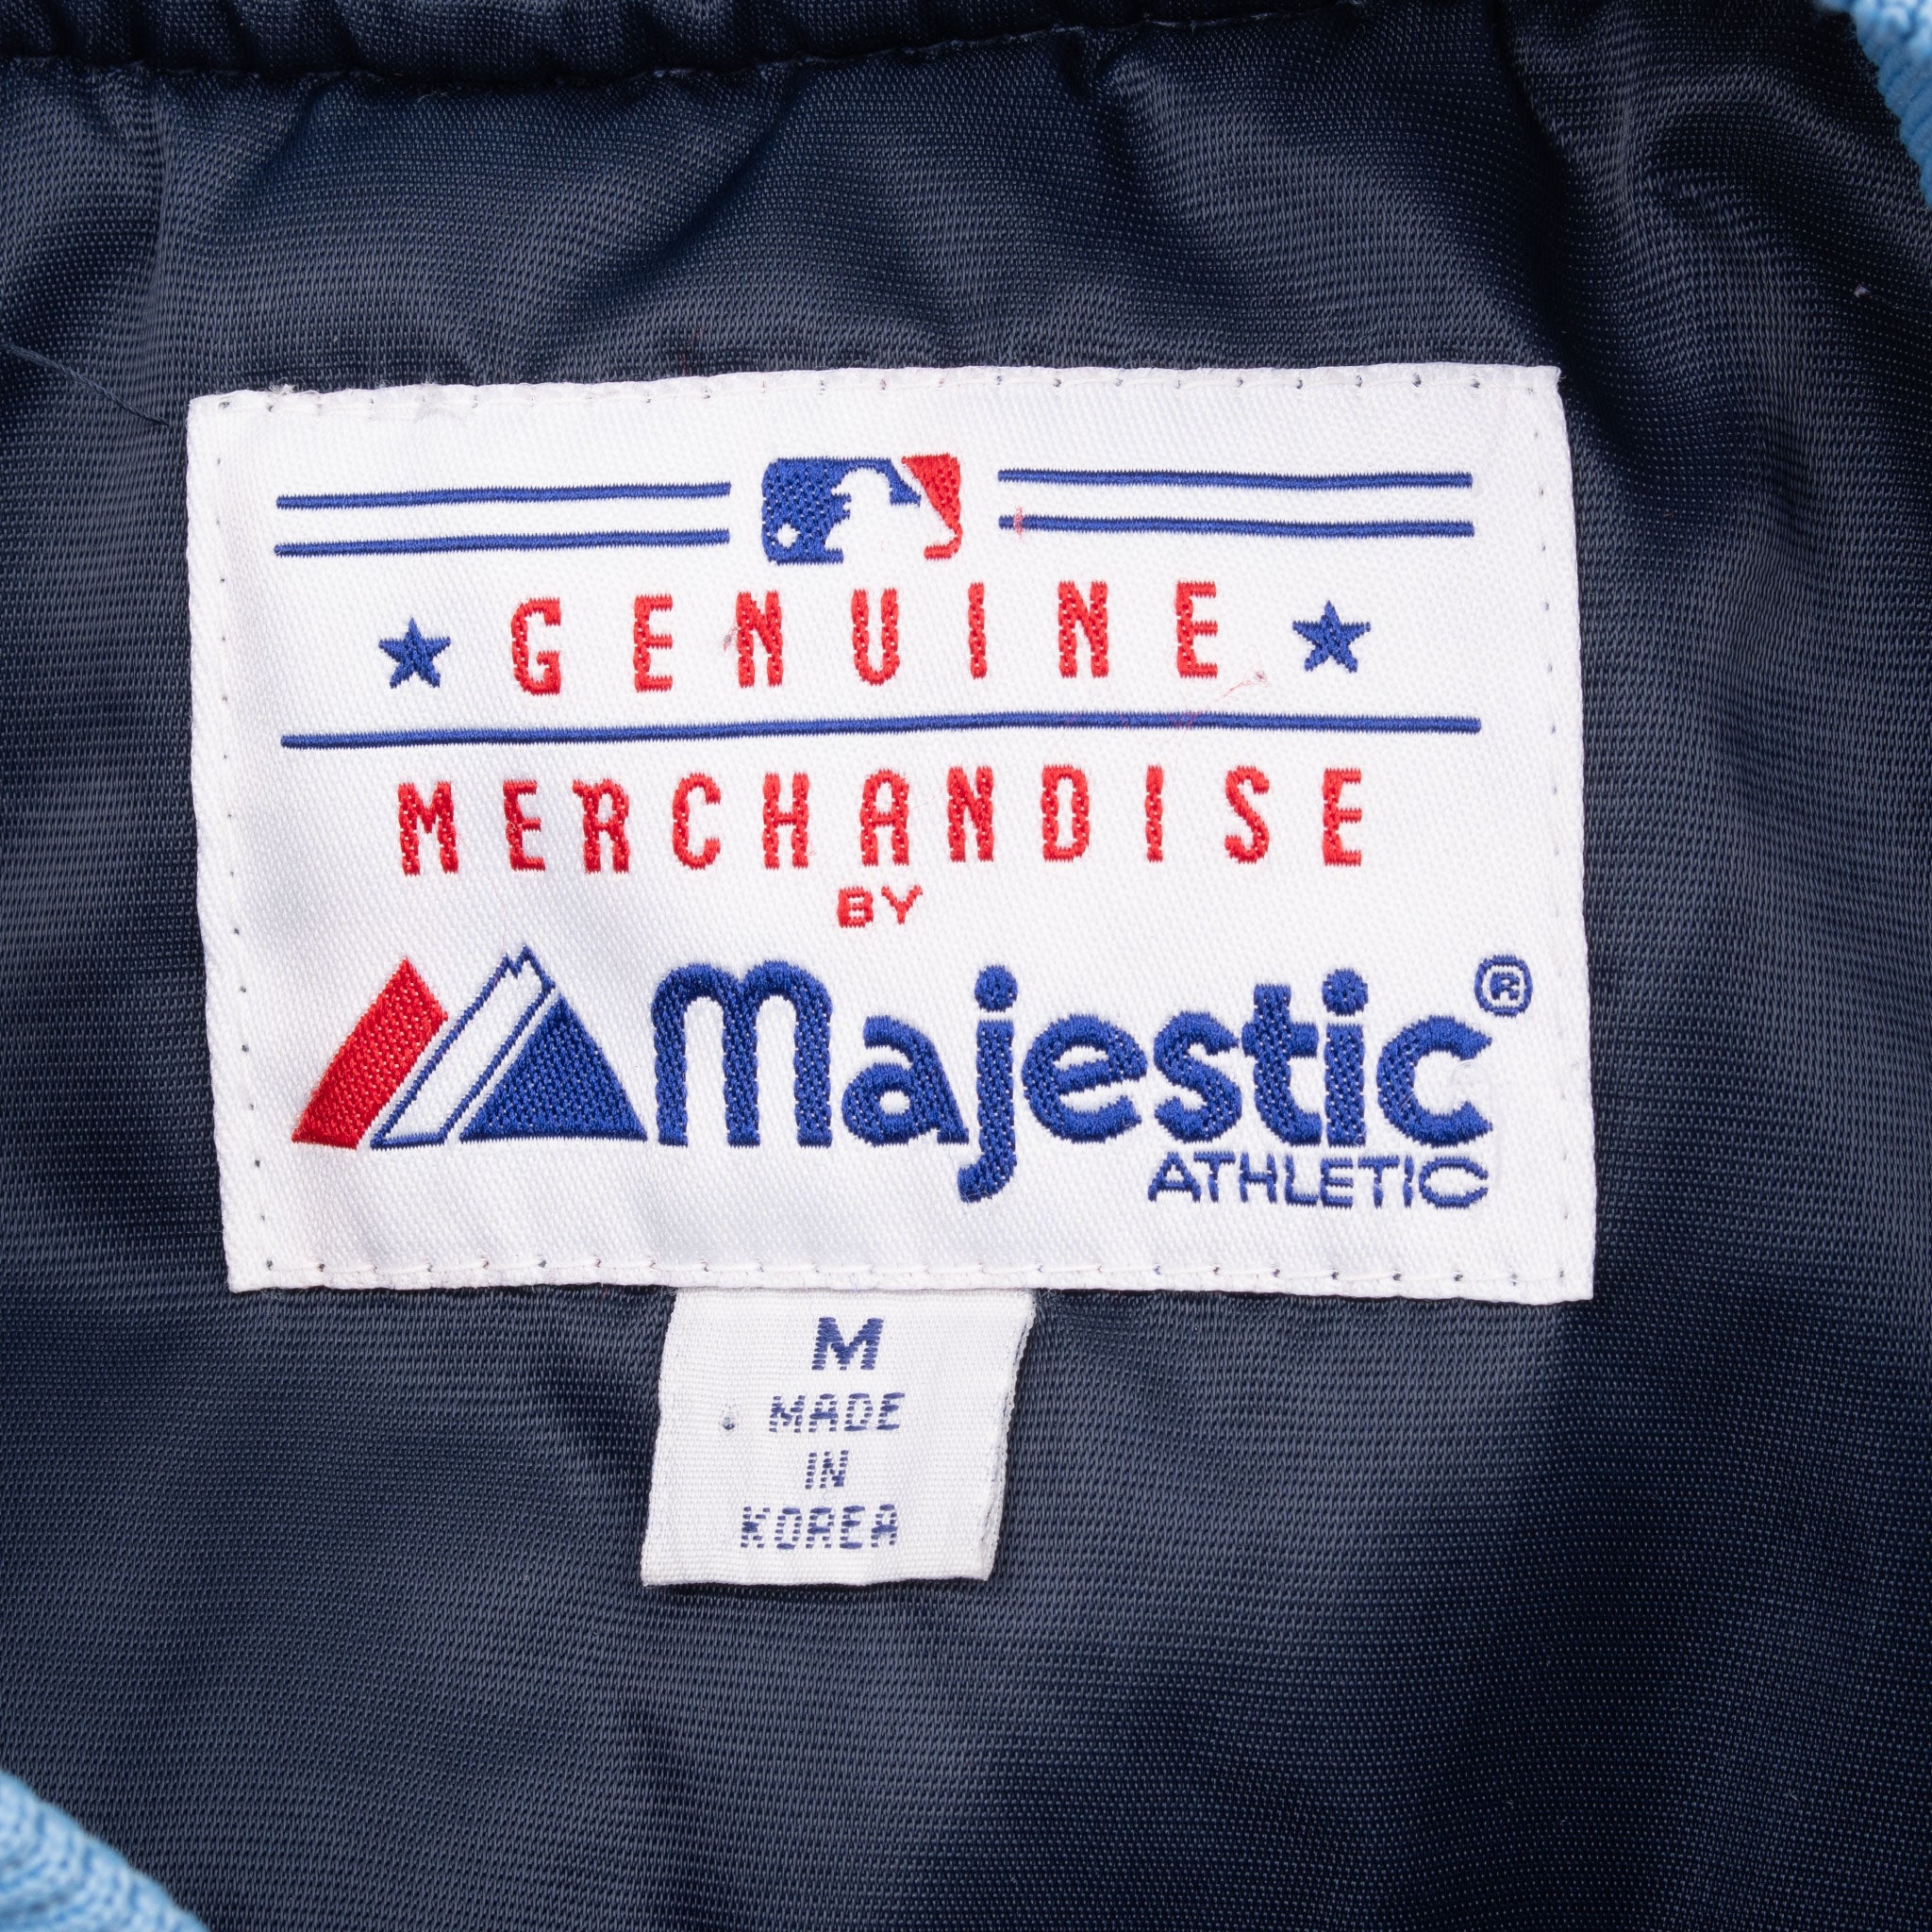 GENUINE
MERCHANDISE
BY
Majestic®
ATHLETIC
M
MADE
IN
KOREA